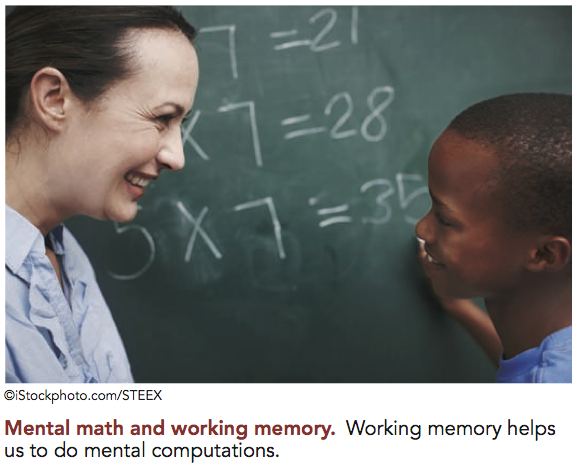 7 = 21
x 7 = 28
5 x 7 = 35
©iStockphoto.com/STEEX
Mental math and working memory. Working memory helps
us to do mental computations.